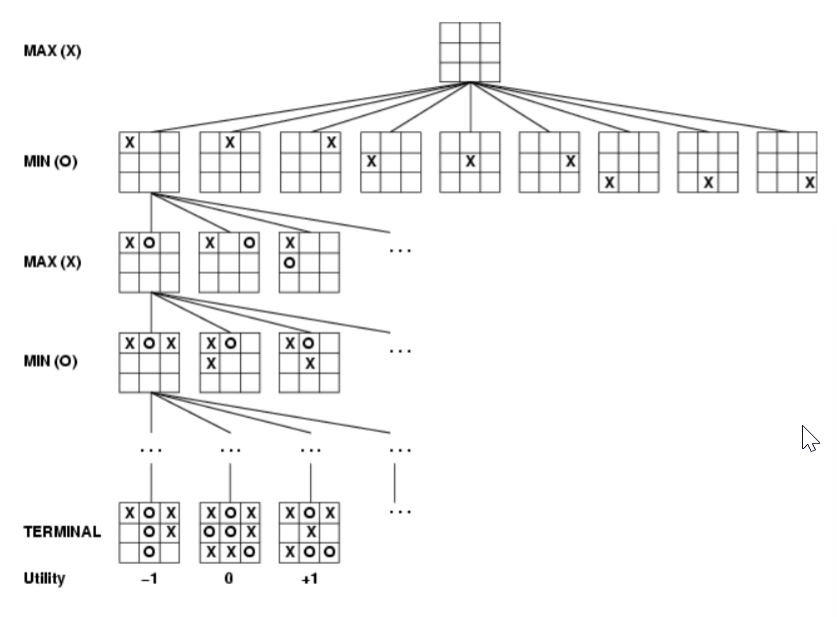 MAX (X)
MIN (O)
X X X
X X X
X X X
MAX (X)
X O X O X
O
...
MIN (O)
X O X X O X O
X X
...
... ... ... ...
TERMINAL
X O X X O X X O X
O X O O X X
O X X O X O O
...
Utility −1 0 +1